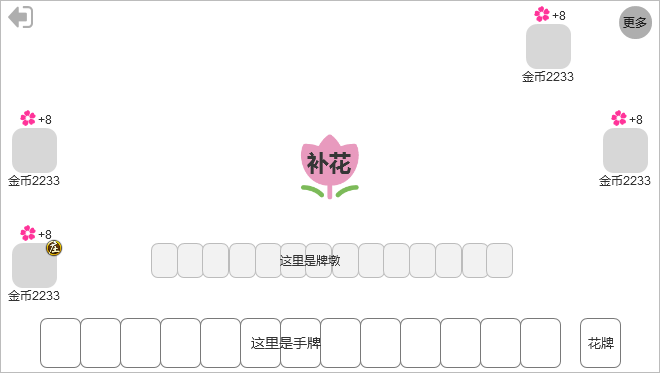 +8
更多
金币2233
+8
+8
金币2233
补花
金币2233
+8
庄
这里是牌墩
金币2233
这里是手牌
花牌